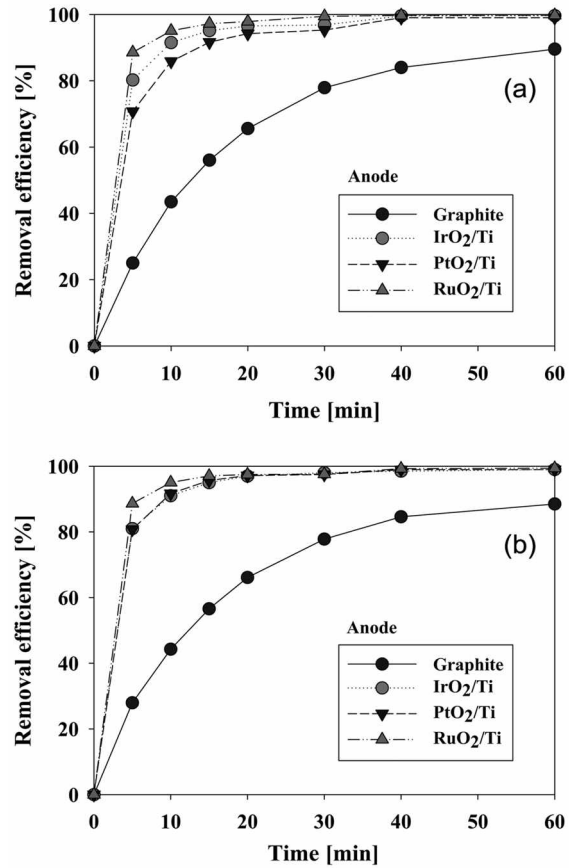 100
80
60
40
20
0
Removal efficiency [%]
(a)
Anode
Graphite
IrO2/Ti
PtO2/Ti
RuO2/Ti
0 10 20 30 40 50 60
Time [min]
100
80
60
40
20
0
Removal efficiency [%]
(b)
Anode
Graphite
IrO2/Ti
PtO2/Ti
RuO2/Ti
0 10 20 30 40 50 60
Time [min]